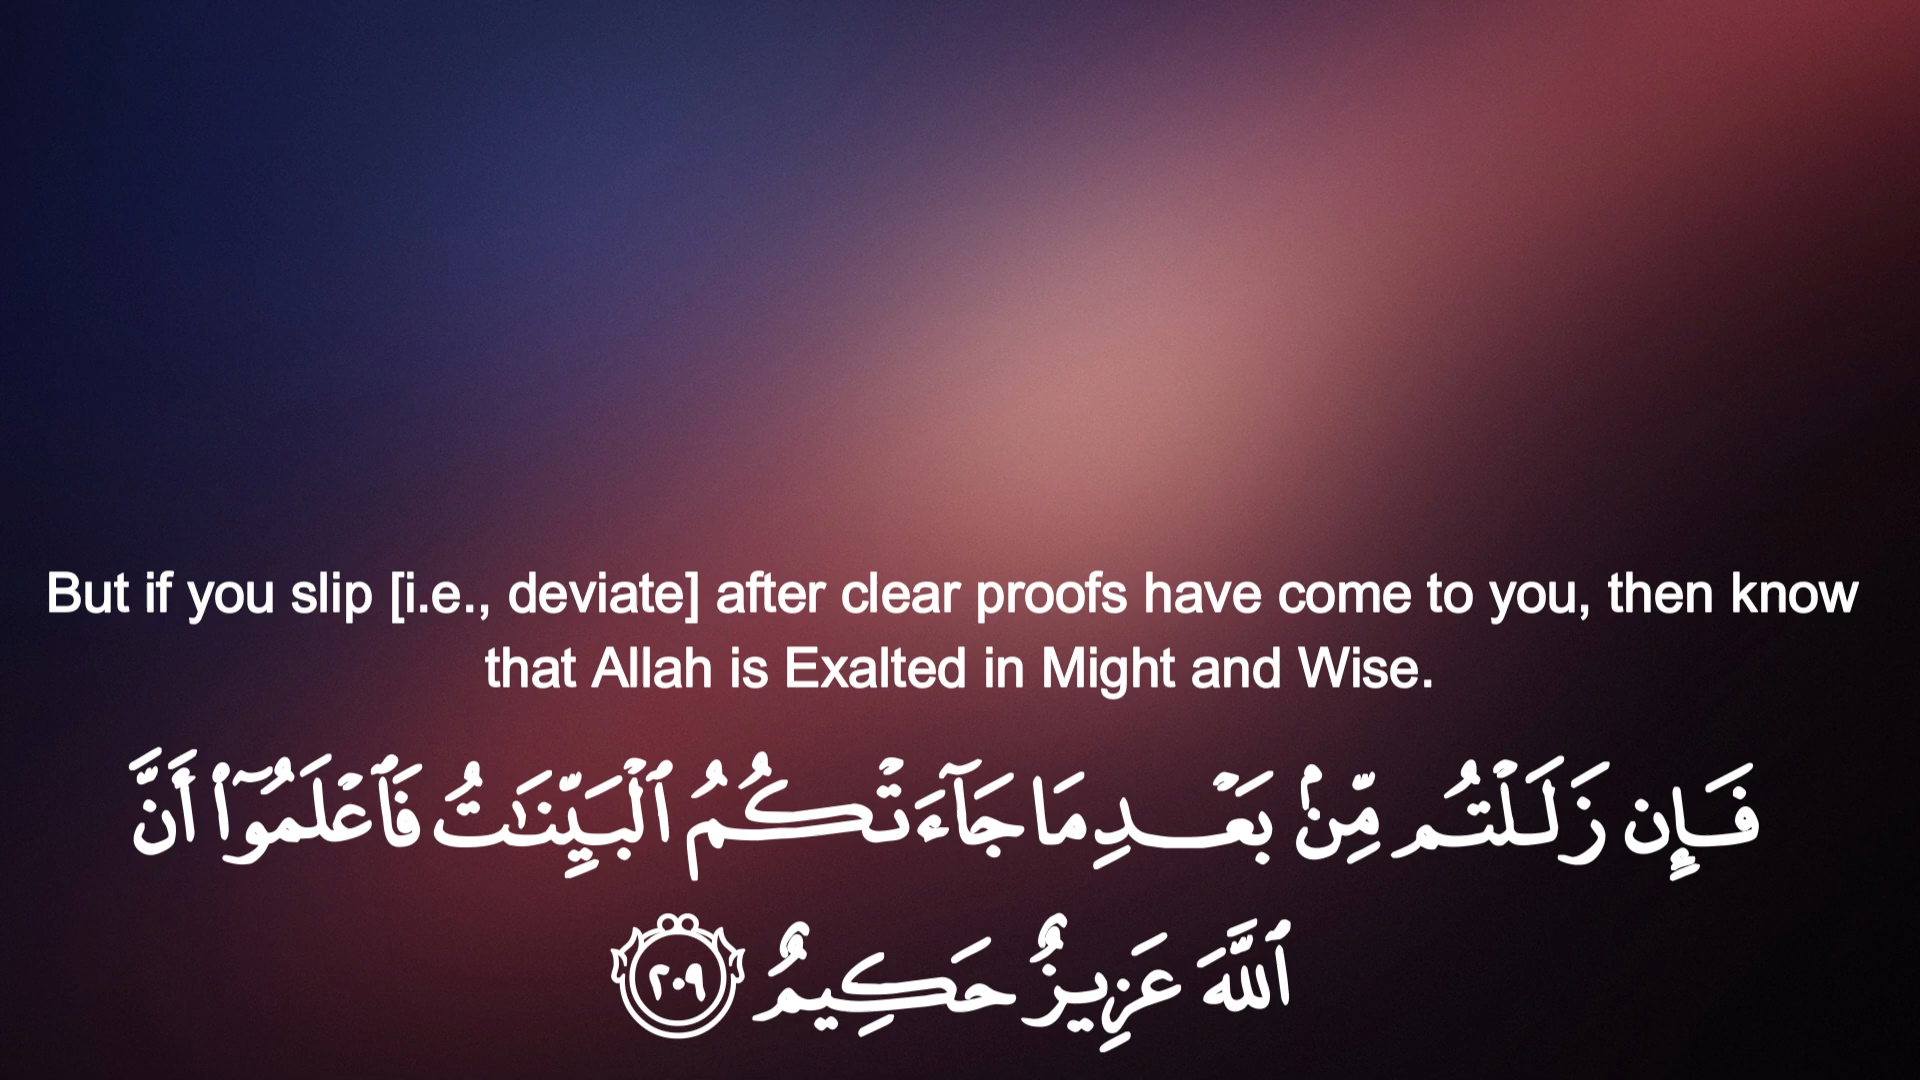 But if you slip [i.e., deviate] after clear proofs have come to you, then know
that Allah is Exalted in Might and Wise.
فَإِن زَلَلْتُم مِّنۢ بَعْدِ مَا جَآءَتْكُمُ ٱلْبَيِّنَـٰتُ فَٱعْلَمُوٓا۟ أَنَّ
ٱللَّهَ عَزِيزٌ حَكِيمٌ ٢٠٩